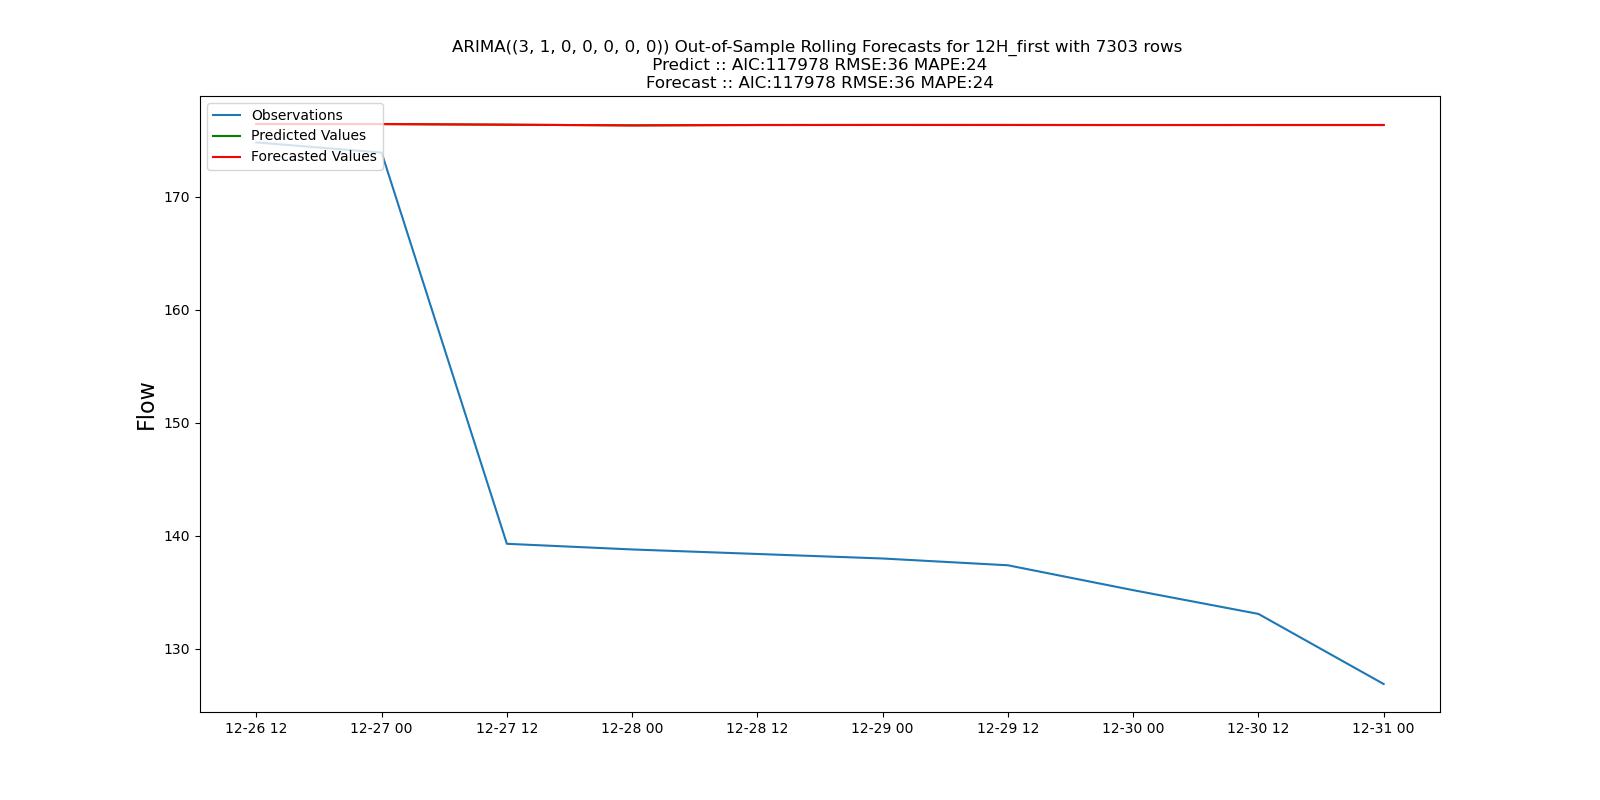 ARIMA((3, 1, 0, 0, 0, 0, 0)) Out-of-Sample Rolling Forecasts for 12H_first with 7303 rows
Predict :: AIC:117978 RMSE:36 MAPE:24
Forecast :: AIC:117978 RMSE:36 MAPE:24
Observations
Predicted Values
Forecasted Values
Flow
170
160
150
140
130
12-26 12 12-27 00 12-27 12 12-28 00 12-28 12 12-29 00 12-29 12 12-30 00 12-30 12 12-31 00